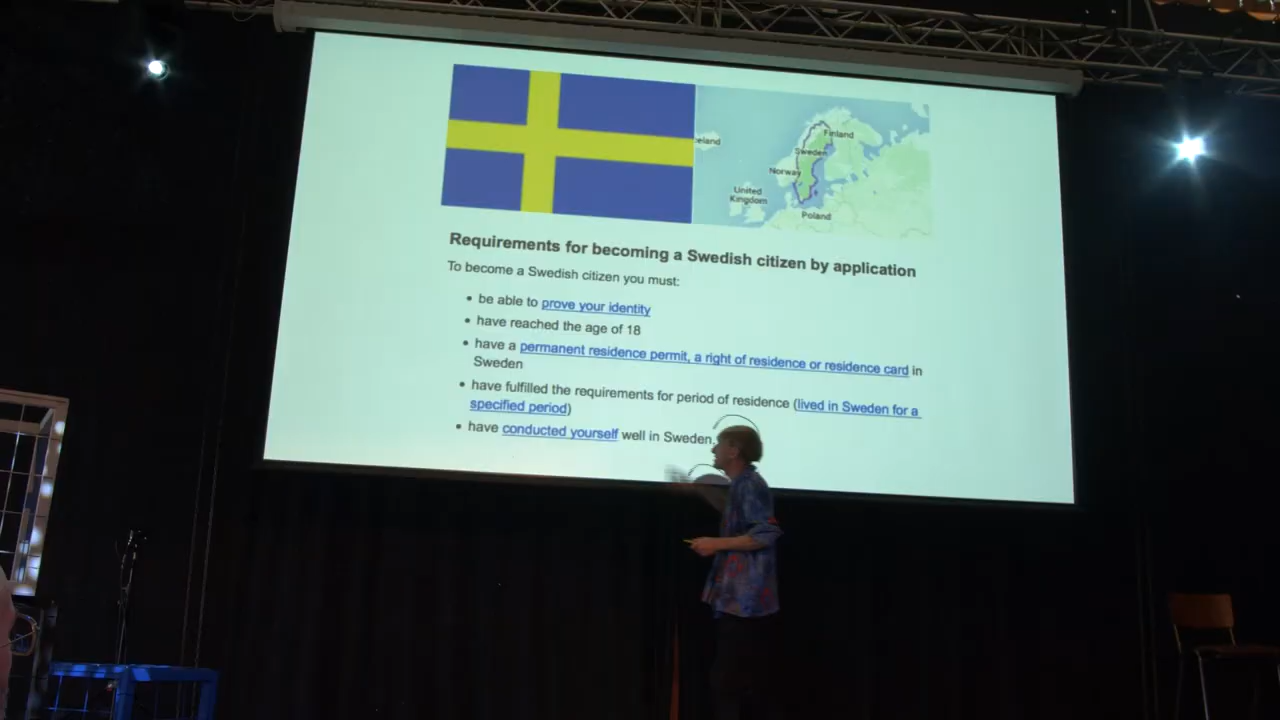 eland
Finland
Sweden
Norway
United
Kingdom
Poland
Requirements for becoming a Swedish citizen by application
To become a Swedish citizen you must:
• be able to prove your identity
• have reached the age of 18
• have a permanent residence permit, a right of residence or residence card in
Sweden
• have fulfilled the requirements for period of residence (lived in Sweden for a
specified period)
• have conducted yourself well in Sweden.